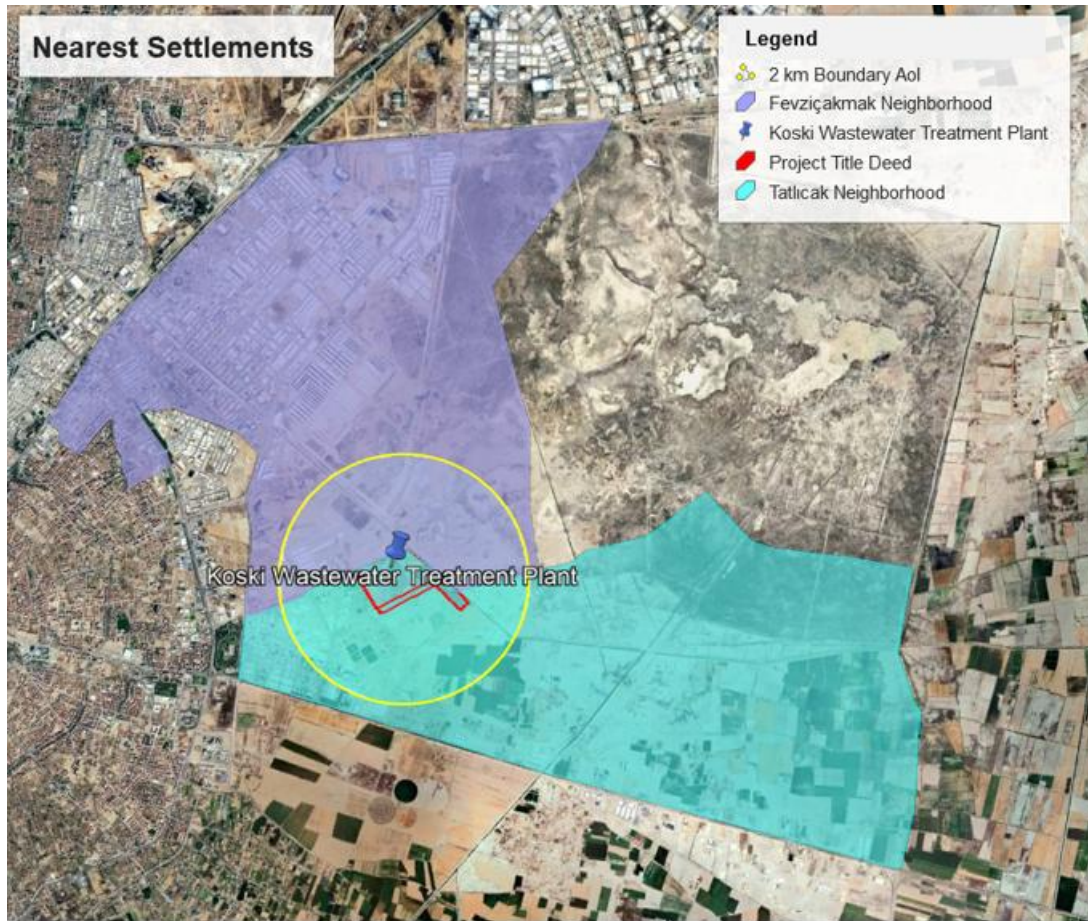 Nearest Settlements
Legend
2 km Boundary AoI
Fevziçakmak Neighborhood
Koski Wastewater Treatment Plant
Project Title Deed
Tatlıcak Neighborhood
Koski Wastewater Treatment Plant